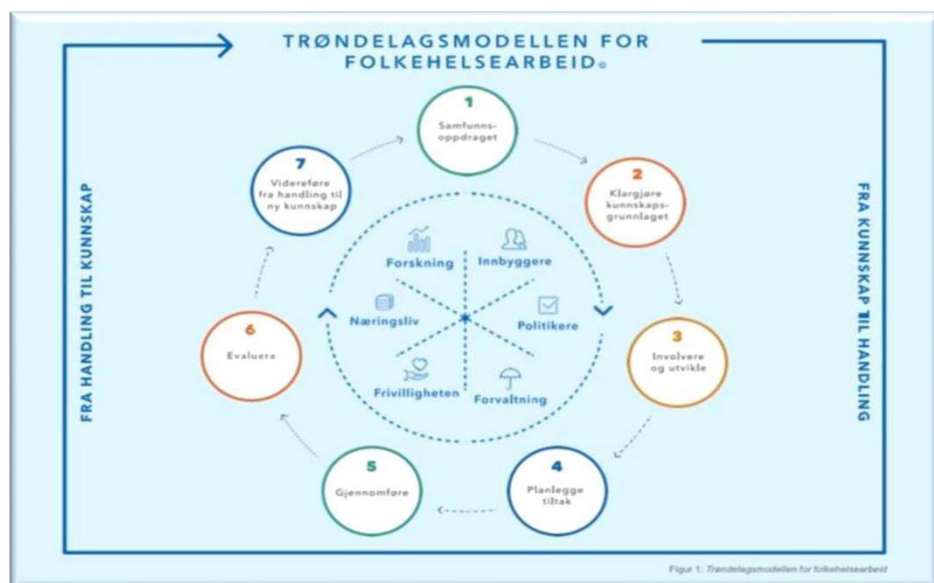 TRØNDELAGSMODELLEN FOR
FOLKEHELSEARBEID©
1
Samfunns-
oppdraget
2
Klargjøre
kunnskaps-
grunnlaget
3
Involvere
og utvikle
4
Planlegge
tiltak
5
Gjennomføre
6
Evaluere
7
Videreføre
fra handling til
ny kunnskap
Forskning
Innbyggere
Næringsliv
Politikere
Frivilligheten
Forvaltning
FRA HANDLING TIL KUNNSKAP
FRA KUNNSKAP TIL HANDLING
Figur 1: Trøndelagsmodellen for folkehelsearbeid